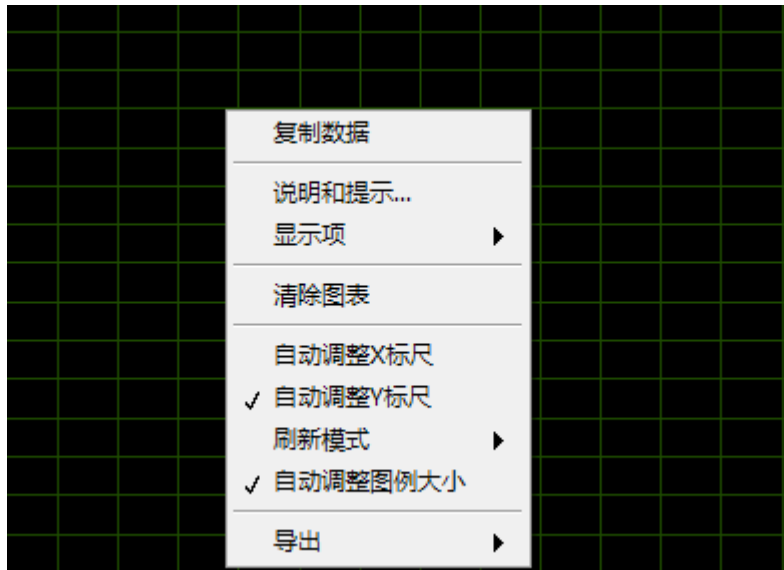 复制数据
说明和提示...
显示项
清除图表
自动调整X标尺
自动调整Y标尺
刷新模式
自动调整图例大小
导出